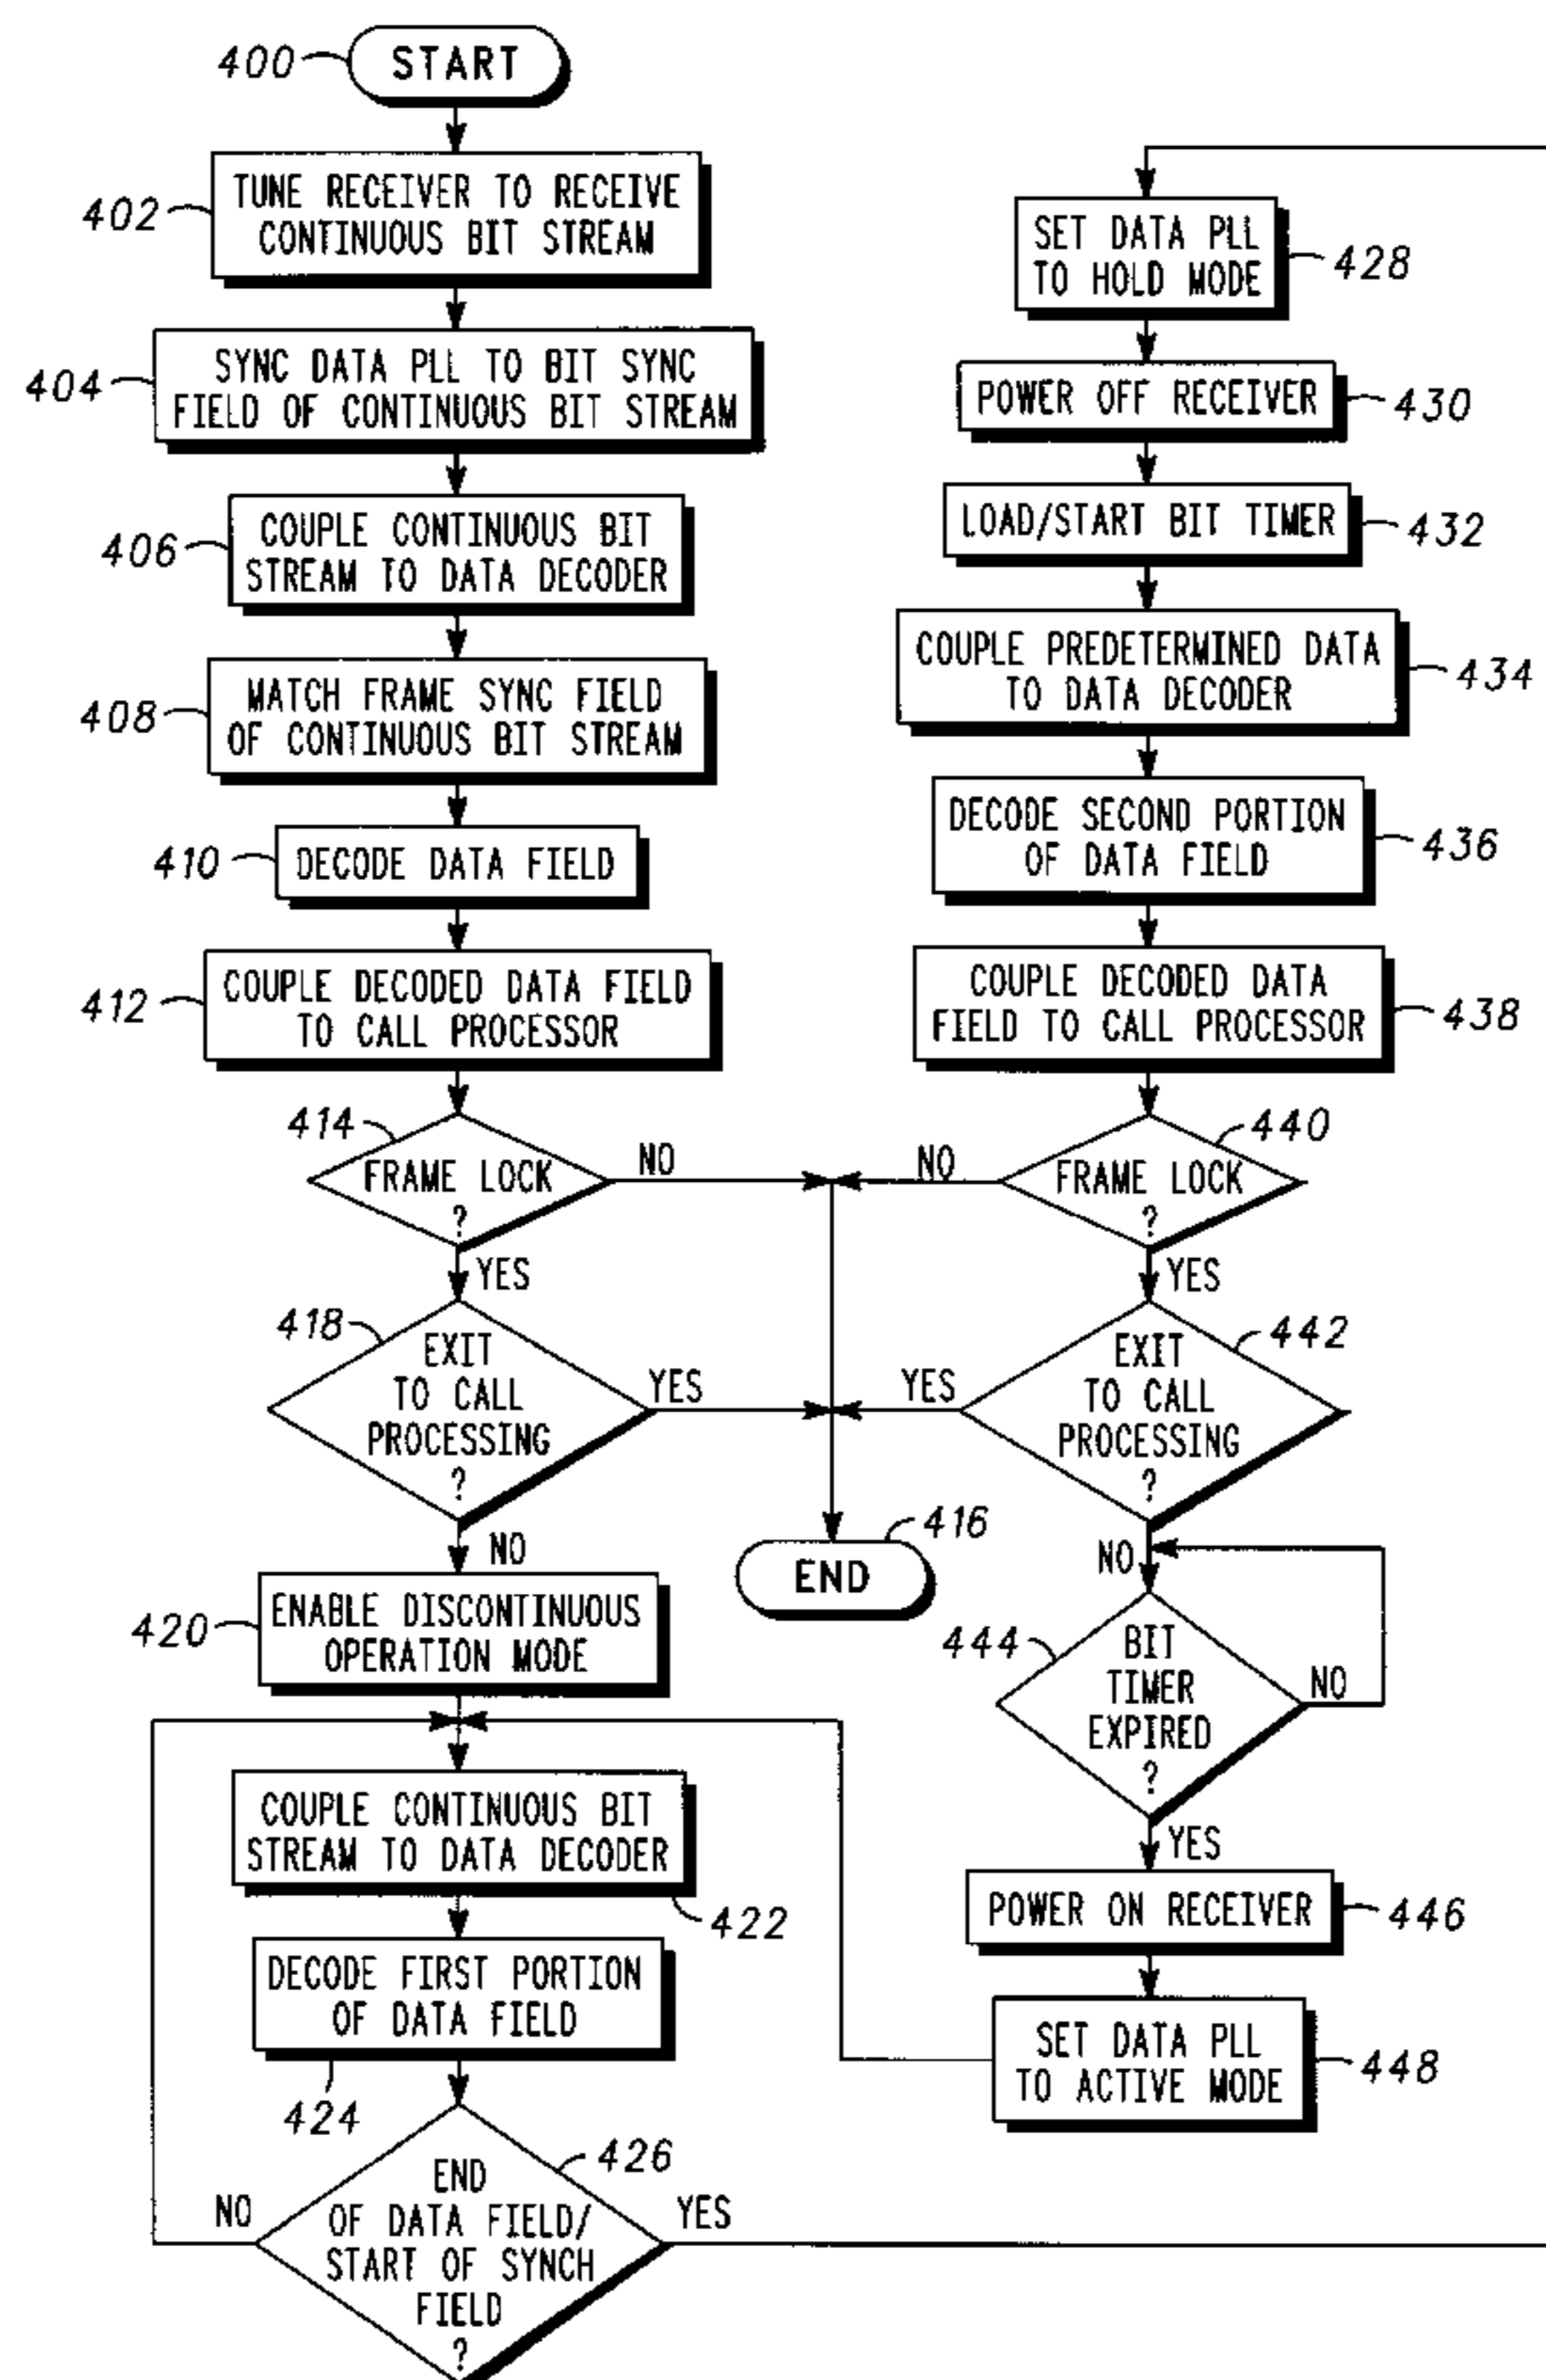 400
START
402
TUNE RECEIVER TO RECEIVE
CONTINUOUS BIT STREAM
404
SYNC DATA PLL TO BIT SYNC
FIELD OF CONTINUOUS BIT STREAM
406
COUPLE CONTINUOUS BIT
STREAM TO DATA DECODER
408
MATCH FRAME SYNC FIELD
OF CONTINUOUS BIT STREAM
410
DECODE DATA FIELD
412
COUPLE DECODED DATA FIELD
TO CALL PROCESSOR
414
FRAME LOCK
?
NO
YES
418
EXIT
TO CALL
PROCESSING
?
YES
NO
416
END
420
ENABLE DISCONTINUOUS
OPERATION MODE
COUPLE CONTINUOUS BIT
STREAM TO DATA DECODER
422
DECODE FIRST PORTION
OF DATA FIELD
424
426
END
OF DATA FIELD/
START OF SYNCH
FIELD
?
NO
YES
SET DATA PLL
TO HOLD MODE
428
POWER OFF RECEIVER
430
LOAD/START BIT TIMER
432
COUPLE PREDETERMINED DATA
TO DATA DECODER
434
DECODE SECOND PORTION
OF DATA FIELD
436
COUPLE DECODED DATA
FIELD TO CALL PROCESSOR
438
440
NO
FRAME LOCK
?
YES
442
YES
EXIT
TO CALL
PROCESSING
?
NO
444
BIT
TIMER
EXPIRED
?
NO
YES
POWER ON RECEIVER
446
SET DATA PLL
TO ACTIVE MODE
448